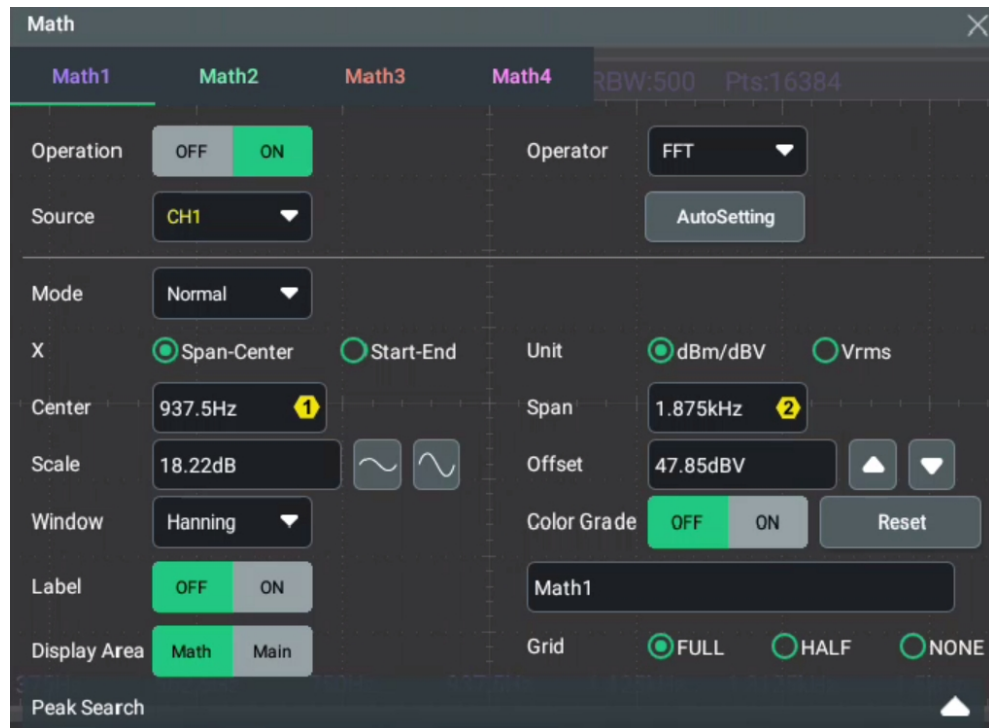 Math
Math1 Math2 Math3 Math4 RBW:500 Pts:16384
Operation OFF ON Operator FFT
Source CH1 AutoSetting
Mode Normal
X Span-Center Start-End Unit dBm/dBV Vrms
Center 937.5Hz 1 Span 1.875kHz 2
Scale 18.22dB Offset 47.85dBV
Window Hanning Color Grade OFF ON Reset
Label OFF ON Math1
Display Area Math Main Grid FULL HALF NONE
Peak Search